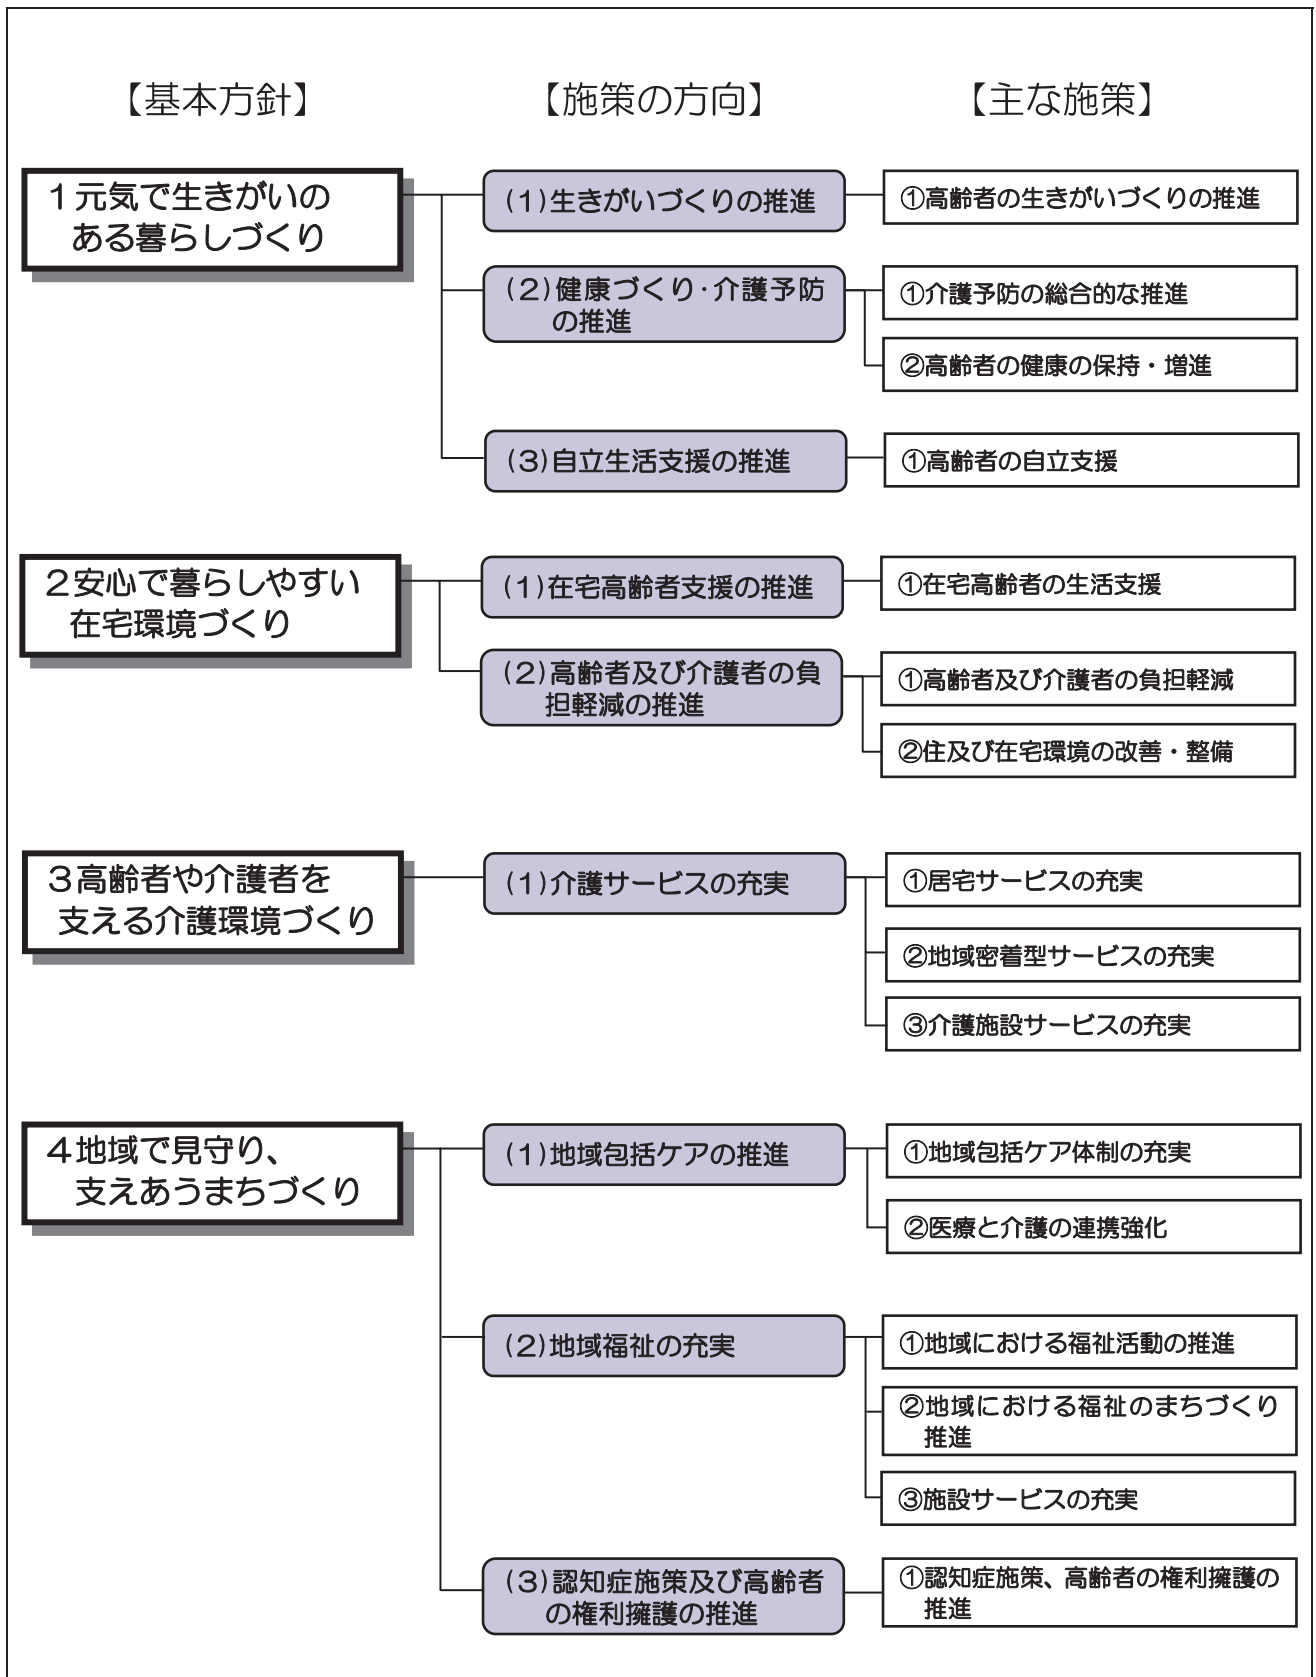 【基本方針】
【施策の方向】
【主な施策】
１元気で生きがいの
ある暮らしづくり
(1)生きがいづくりの推進
①高齢者の生きがいづくりの推進
(2)健康づくり・介護予防
の推進
①介護予防の総合的な推進
②高齢者の健康の保持・増進
(3)自立生活支援の推進
①高齢者の自立支援
２安心で暮らしやすい
在宅環境づくり
(1)在宅高齢者支援の推進
①在宅高齢者の生活支援
(2)高齢者及び介護者の負
担軽減の推進
①高齢者及び介護者の負担軽減
②住及び在宅環境の改善・整備
３高齢者や介護者を
支える介護環境づくり
(1)介護サービスの充実
①居宅サービスの充実
②地域密着型サービスの充実
③介護施設サービスの充実
４地域で見守り、
支えあうまちづくり
(1)地域包括ケアの推進
①地域包括ケア体制の充実
②医療と介護の連携強化
(2)地域福祉の充実
①地域における福祉活動の推進
②地域における福祉のまちづくり
推進
③施設サービスの充実
(3)認知症施策及び高齢者
の権利擁護の推進
①認知症施策、高齢者の権利擁護の
推進